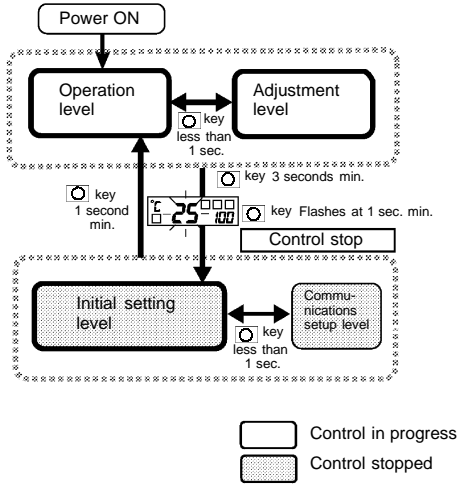 Power ON
Operation
level
Adjustment
level
key
less than
1 sec.
key 3 seconds min.
key
1 second
min.
°C
25
100
key Flashes at 1 sec. min.
Control stop
Initial setting
level
Commu-
nications
setup level
key
less than
1 sec.
Control in progress
Control stopped